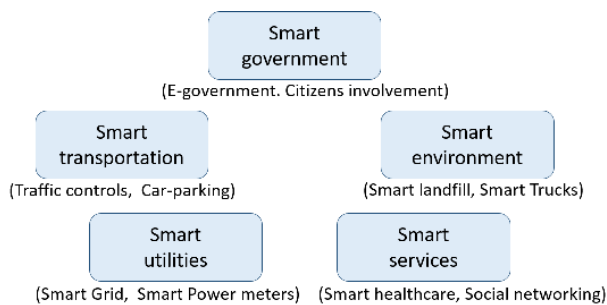 Smart
government
(E-government. Citizens involvement)
Smart
transportation
(Traffic controls, Car-parking)
Smart
environment
(Smart landfill, Smart Trucks)
Smart
utilities
(Smart Grid, Smart Power meters)
Smart
services
(Smart healthcare, Social networking)